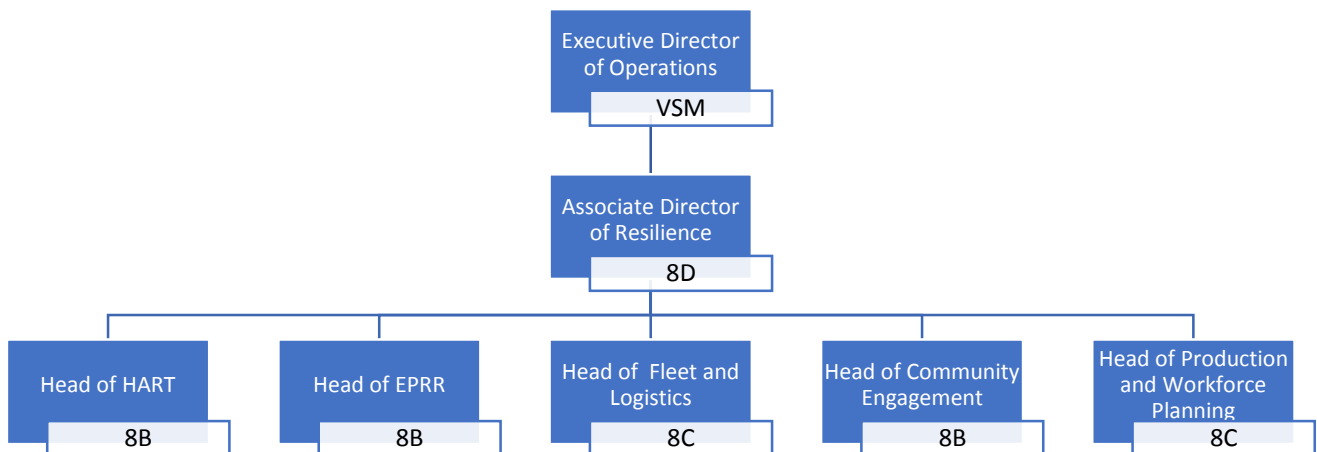 Executive Director
of Operations
VSM
Associate Director
of Resilience
8D
Head of HART
8B
Head of EPRR
8B
Head of Fleet and
Logistics
8C
Head of Community
Engagement
8B
Head of Production
and Workforce
Planning
8C